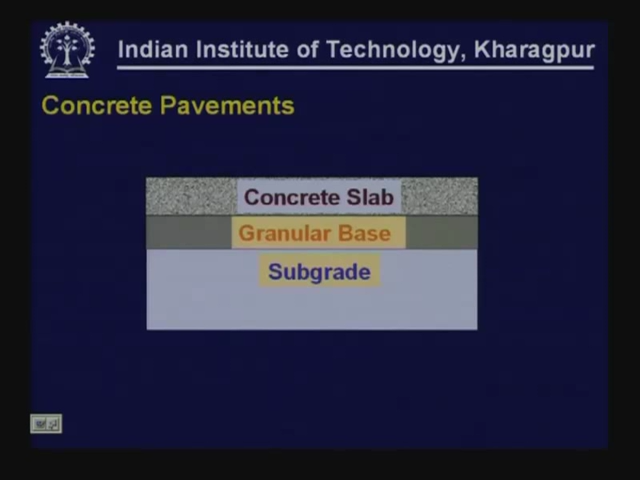 Indian Institute of Technology, Kharagpur
Concrete Pavements
Concrete Slab
Granular Base
Subgrade